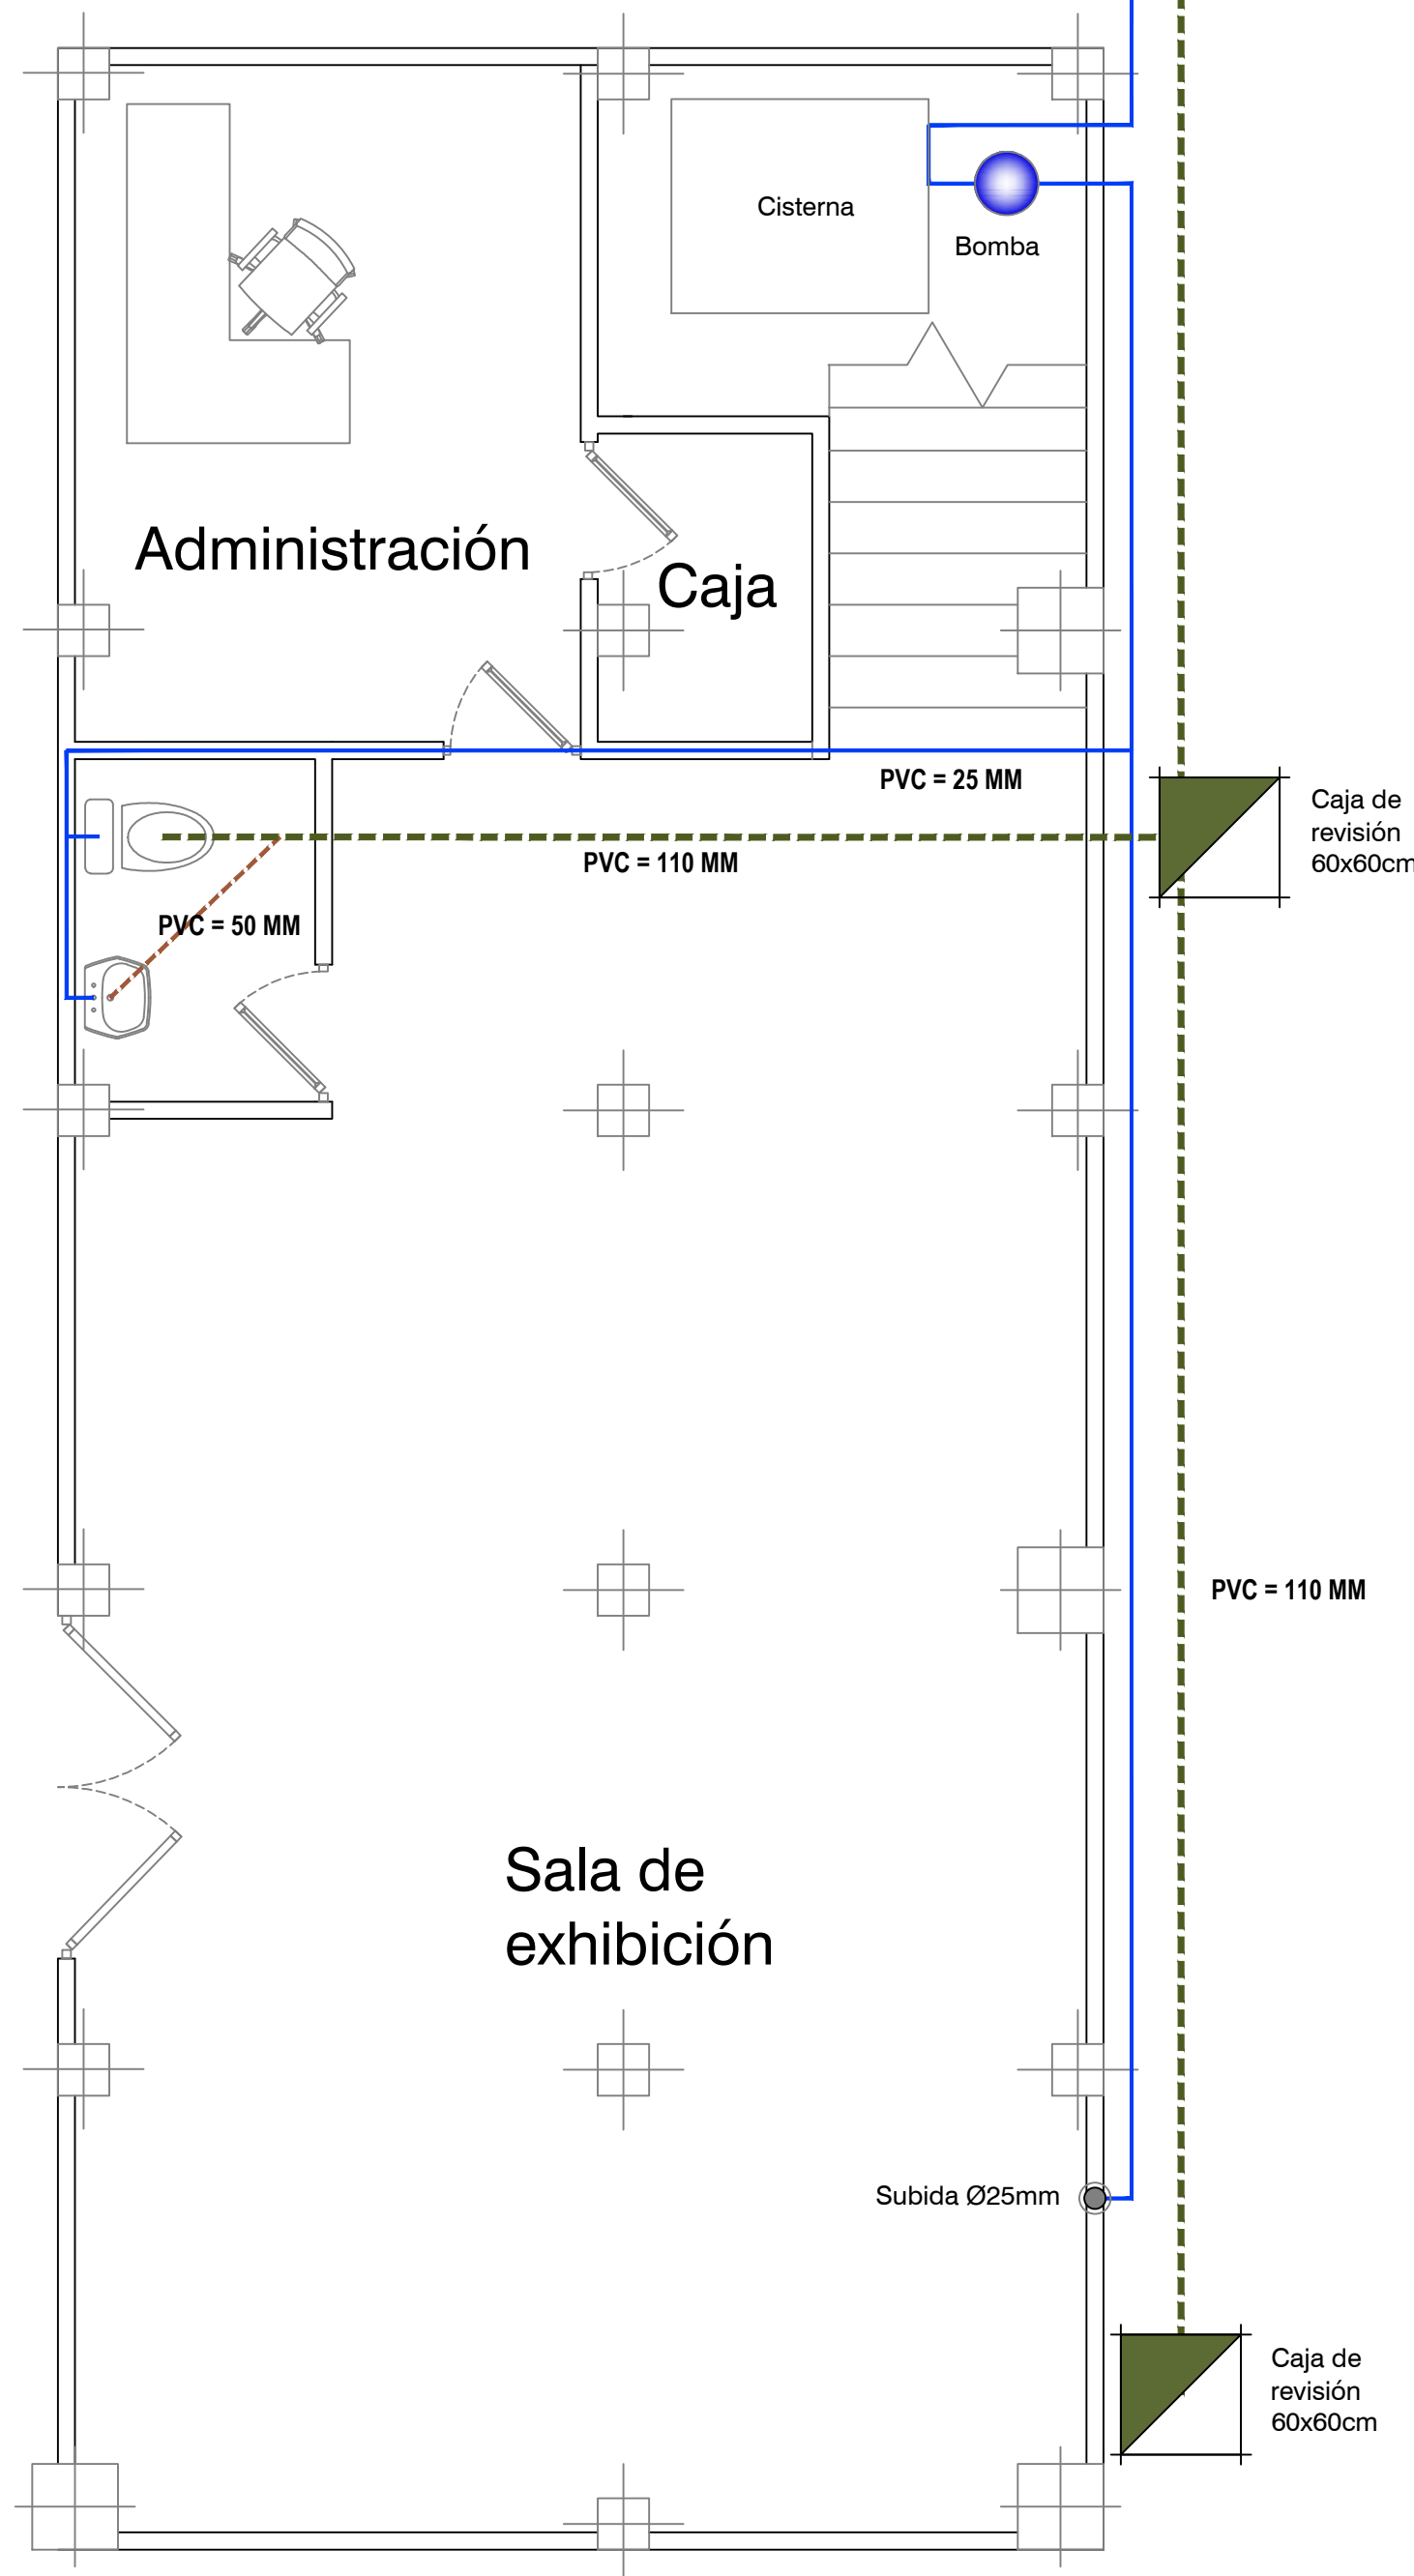 Cisterna
Bomba
Administración
Caja
PVC = 25 MM
Caja de
revisión
60x60cm
PVC = 110 MM
PVC = 50 MM
PVC = 110 MM
Sala de
exhibición
Subida Ø25mm
Caja de
revisión
60x60cm